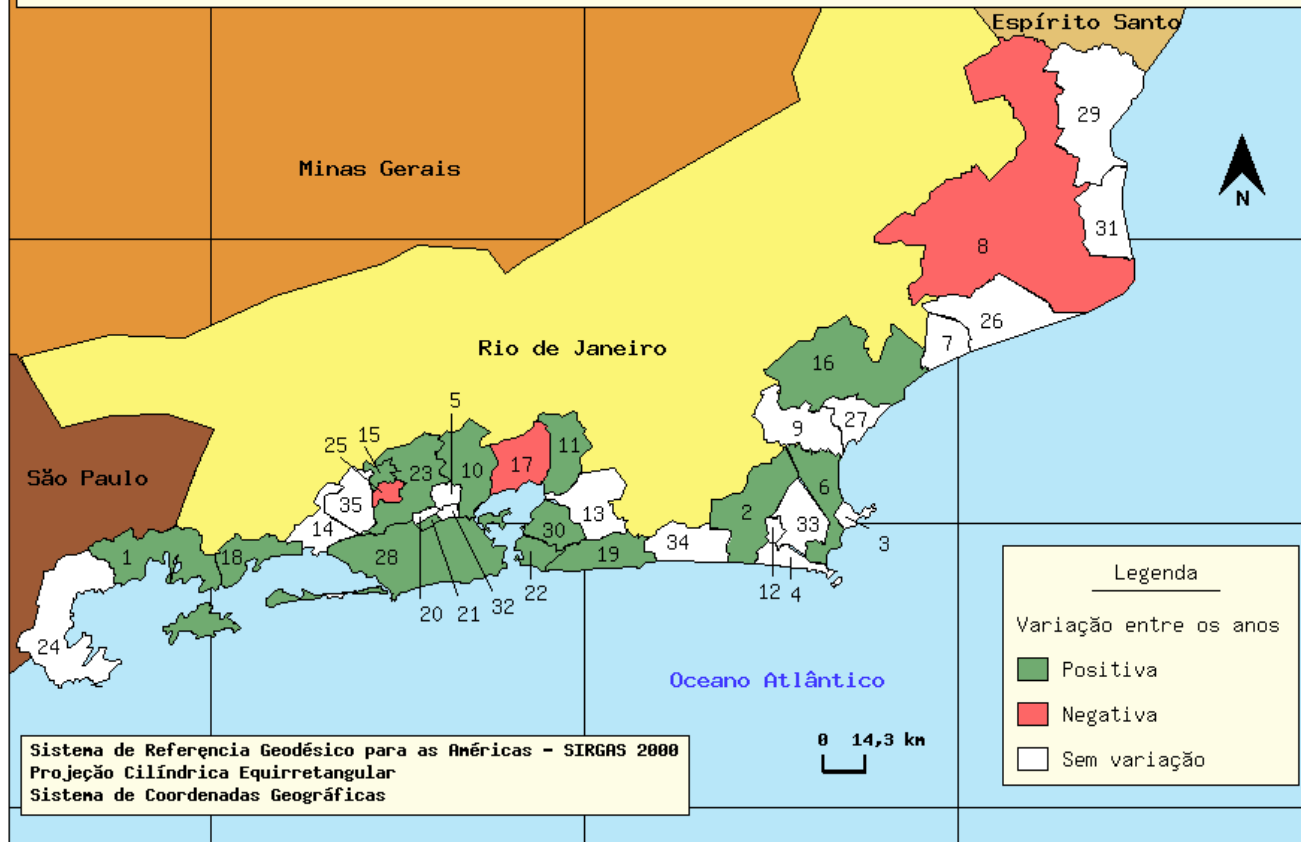 Espírito Santo
29
Minas Gerais
N
31
8
26
7
Rio de Janeiro
16
5
27
9
15
11
25
17
23
10
São Paulo
6
35
2
13
33
14
30
1
18
34
3
28
19
12
4
22
20
21
32
24
Legenda
Variação entre os anos
Positiva
Negativa
Sem variação
Oceano Atlântico
0 14,3 km
Sistema de Referençia Geodésico para as Américas - SIRGAS 2000
Projeção Cilíndrica Equirretangular
Sistema de Coordenadas Geográficas